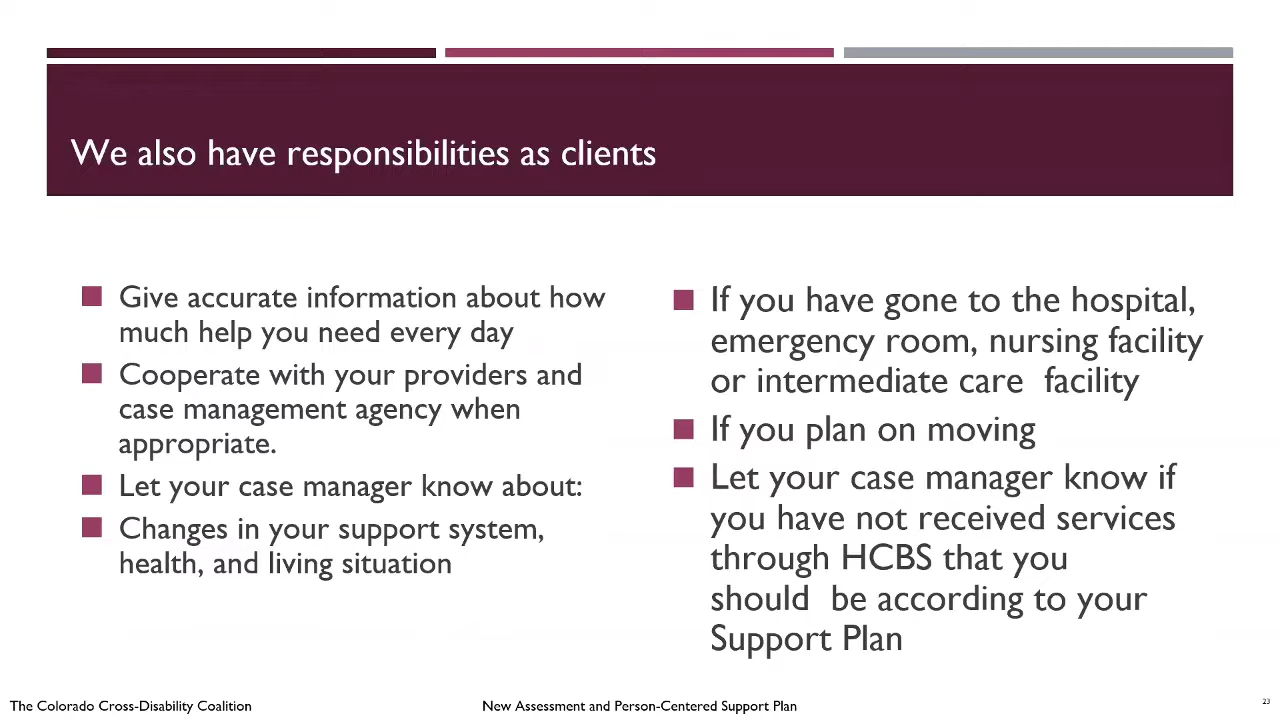 We also have responsibilities as clients
Give accurate information about how
much help you need every day
Cooperate with your providers and
case management agency when
appropriate.
Let your case manager know about:
Changes in your support system,
health, and living situation
If you have gone to the hospital,
emergency room, nursing facility
or intermediate care  facility
If you plan on moving
Let your case manager know if
you have not received services
through HCBS that you
should  be according to your
Support Plan
The Colorado Cross-Disability Coalition
New Assessment and Person-Centered Support Plan
23